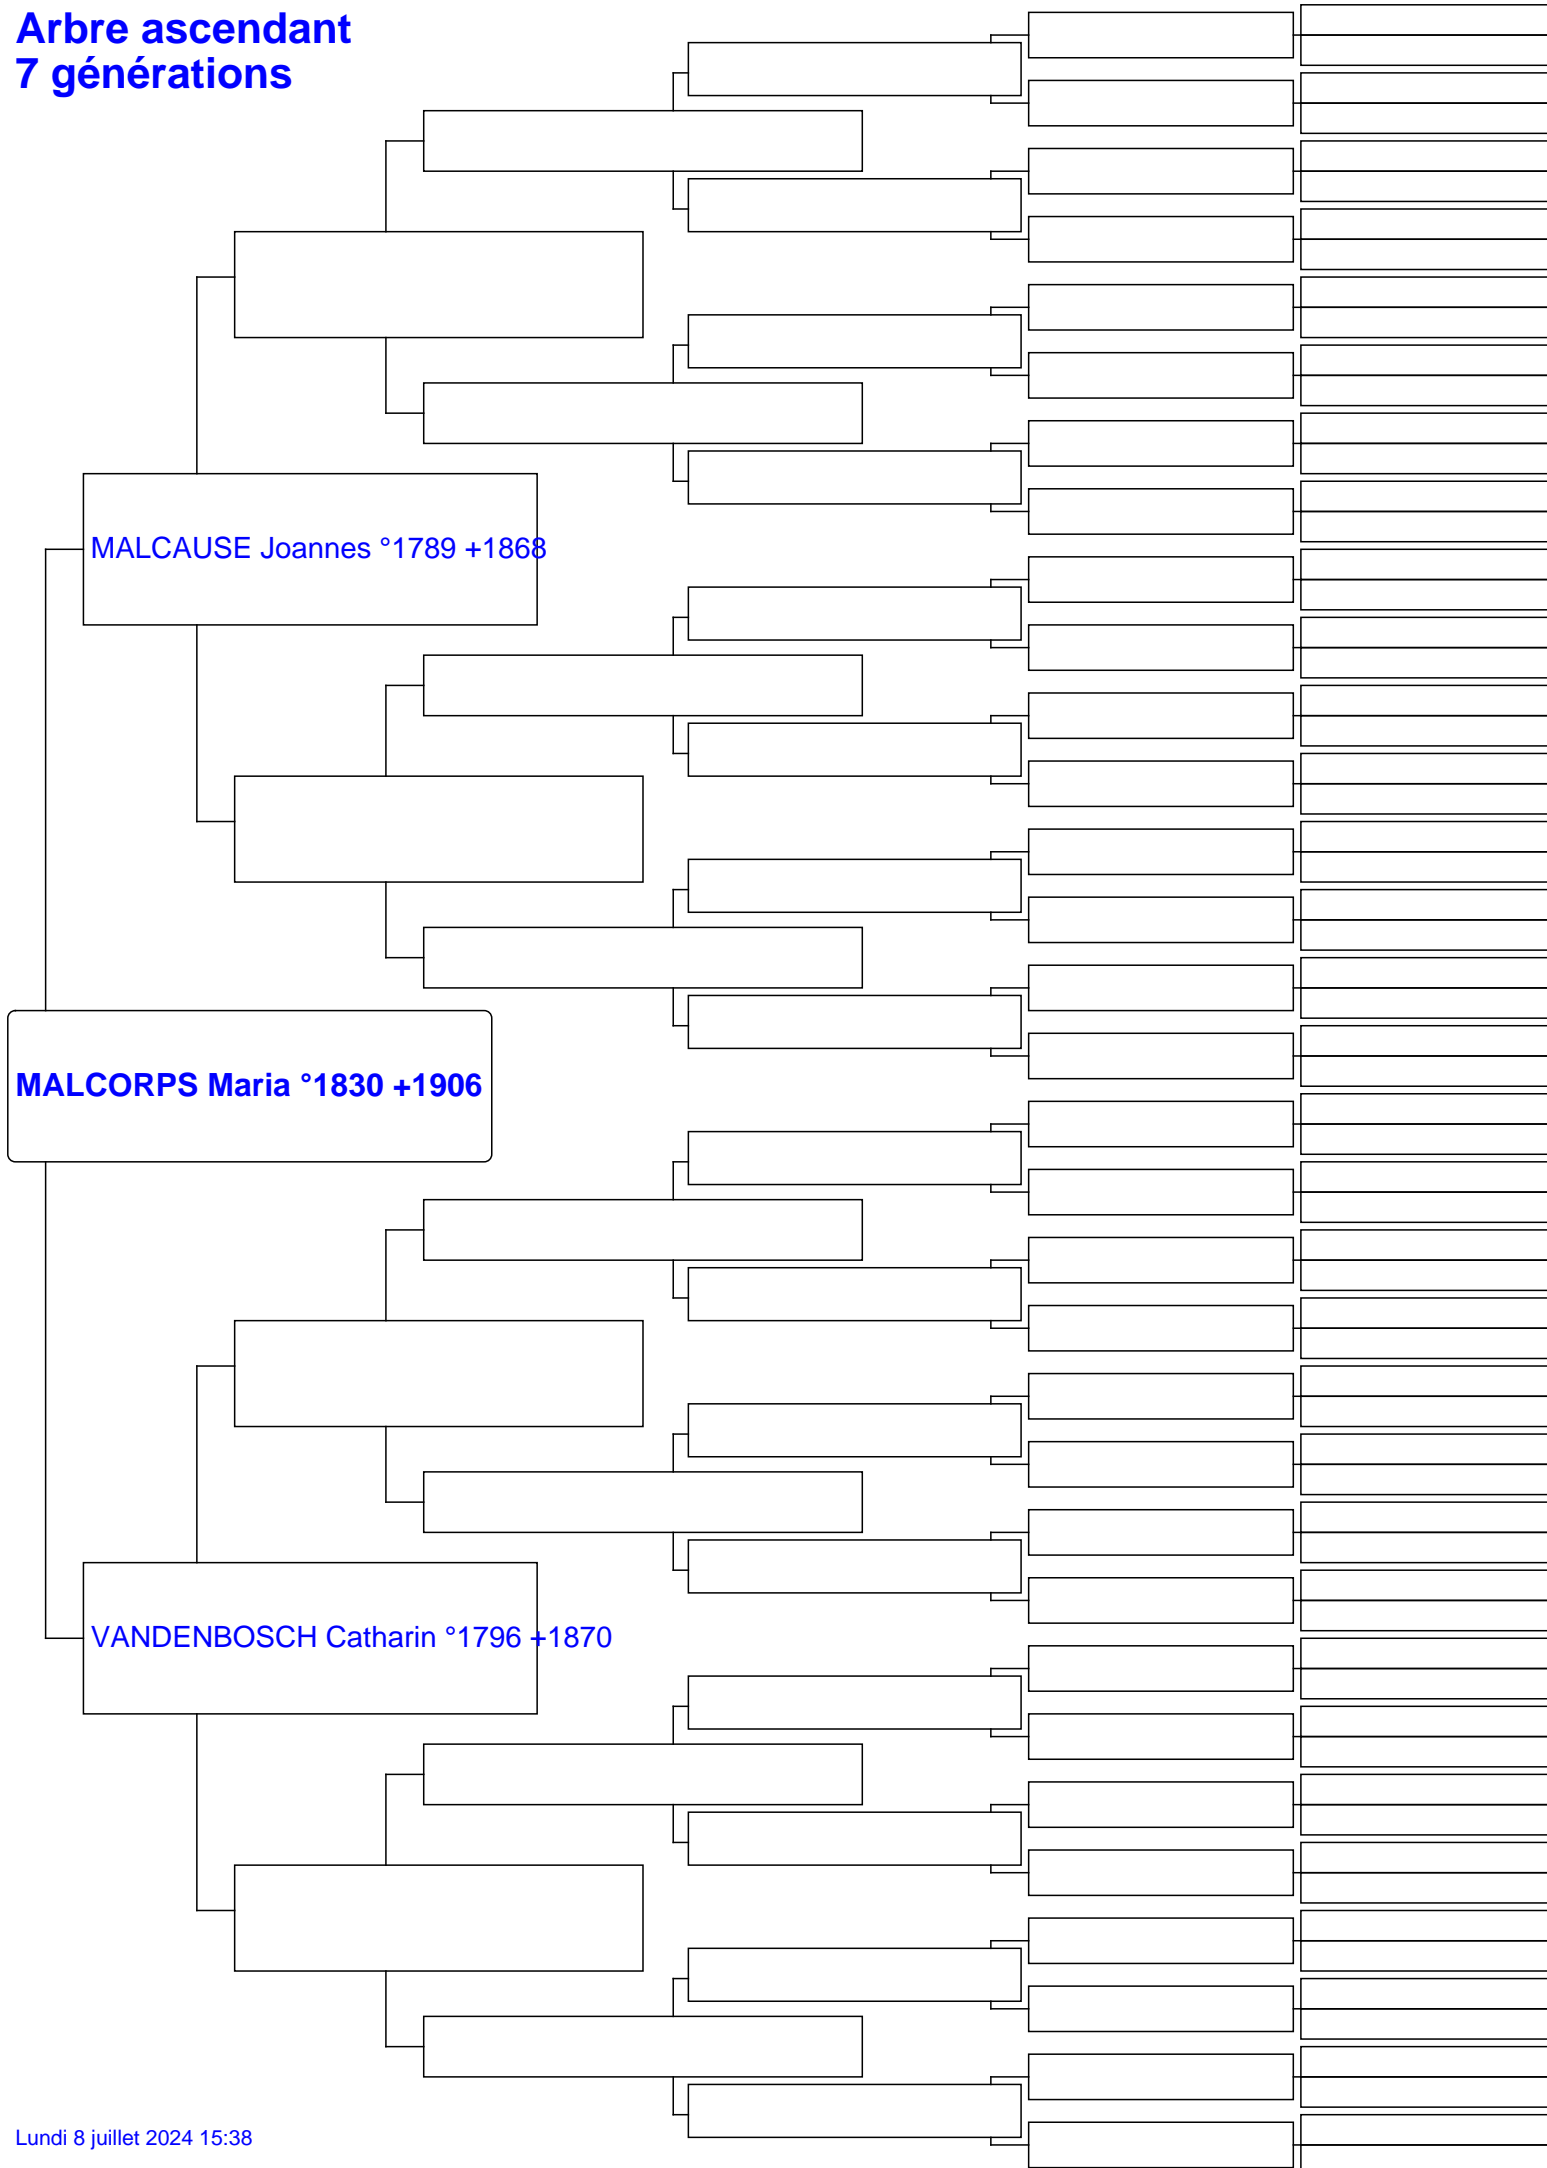 Arbre ascendant
7 générations
MALCAUSE Joannes °1789 +1868
MALCORPS Maria °1830 +1906
VANDENBOSCH Catharin °1796 +1870
Lundi 8 juillet 2024 15:38